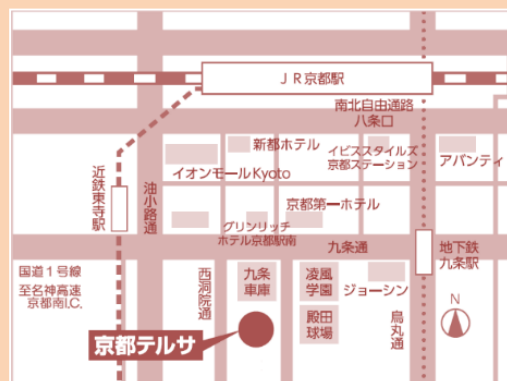 JR京都駅
南北自由通路
八条口
新都ホテル
イビススタイルズ
京都ステーション
アバンティ
イオンモールKyoto
近鉄東寺駅
油小路通
京都第一ホテル
グリンリッチ
ホテル京都駅南
九条通
地下鉄
九条駅
国道1号線
至名神高速
京都南I.C.
西洞院通
九条
車庫
凌風
学園
ジョーシン
殿田
球場
烏丸通
N
京都テルサ